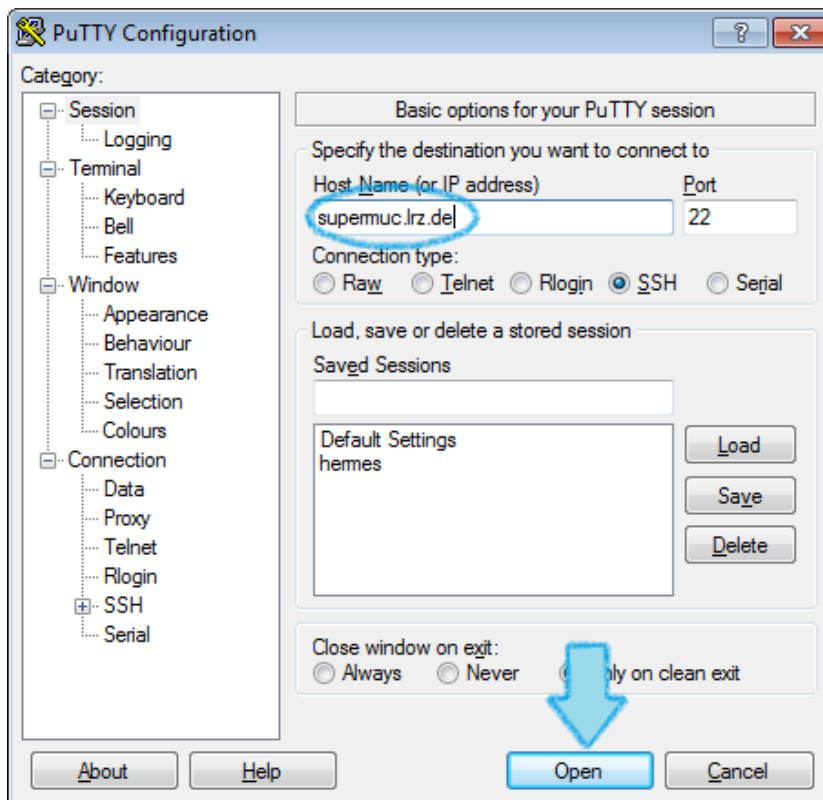 PuTTY Configuration
Category:
Session
Logging
Terminal
Keyboard
Bell
Features
Window
Appearance
Behaviour
Translation
Selection
Colours
Connection
Data
Proxy
Telnet
Rlogin
SSH
Serial
Basic options for your PuTTY session
Specify the destination you want to connect to
Host Name (or IP address) Port
supermuc.lrz.de 22
Connection type:
Raw Telnet Rlogin SSH Serial
Load, save or delete a stored session
Saved Sessions
Default Settings
hermes
Load
Save
Delete
Close window on exit:
Always Never nly on clean exit
About Help Open Cancel